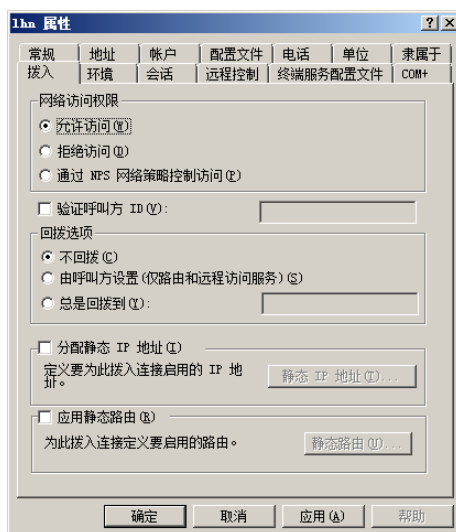 lhn 属性
常规 地址 帐户 配置文件 电话 单位 隶属于
拨入 环境 会话 远程控制 终端服务配置文件 COM+
网络访问权限
允许访问(W)
拒绝访问(D)
通过 NPS 网络策略控制访问(P)
验证呼叫方 ID(V):
回拨选项
不回拨(C)
由呼叫方设置(仅路由和远程访问服务)(S)
总是回拨到(Y):
分配静态 IP 地址(I)
定义要为此拨入连接启用的 IP 地
址。
静态 IP 地址(T)...
应用静态路由(R)
为此拨入连接定义要启用的路由。
静态路由(U)...
确定 取消 应用(A) 帮助